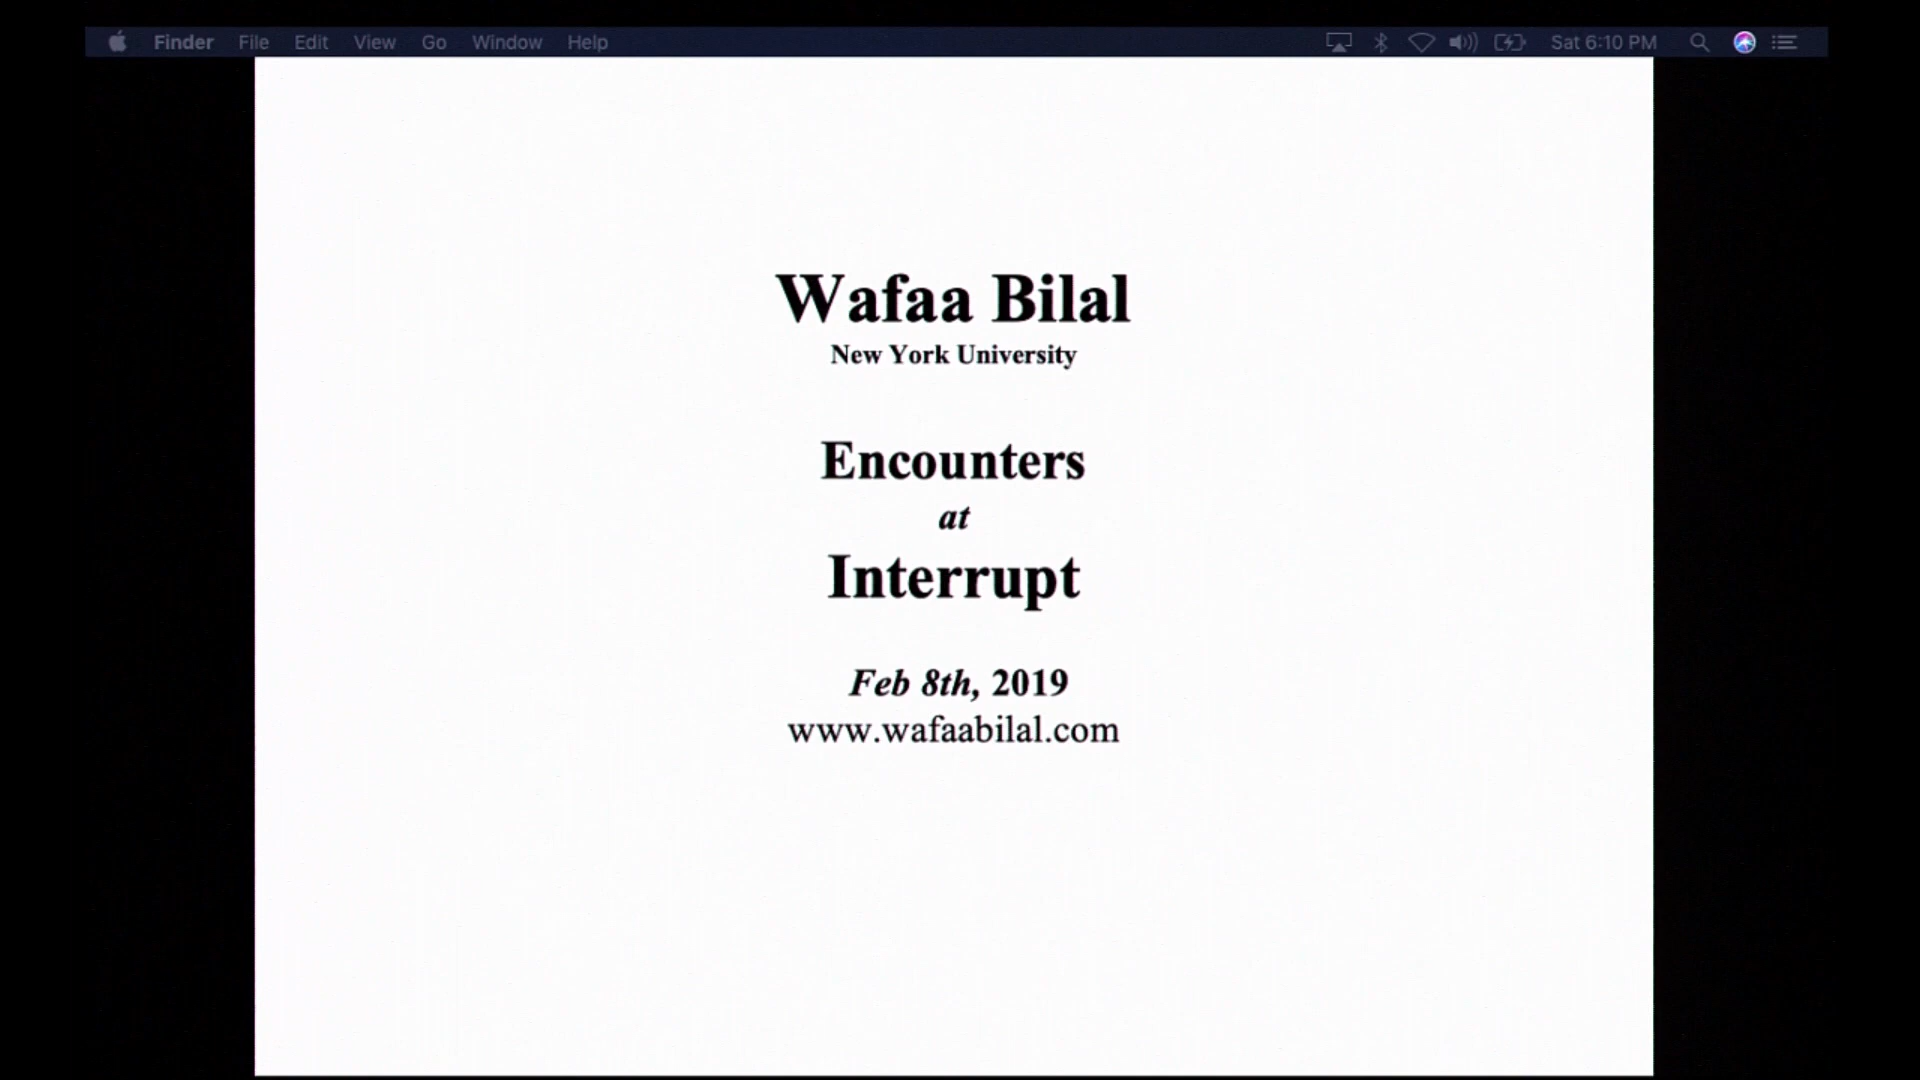 Finder File Edit View Go Window Help Sat 6:10 PM
Wafaa Bilal
New York University
Encounters
at
Interrupt
Feb 8th, 2019
www.wafaabilal.com